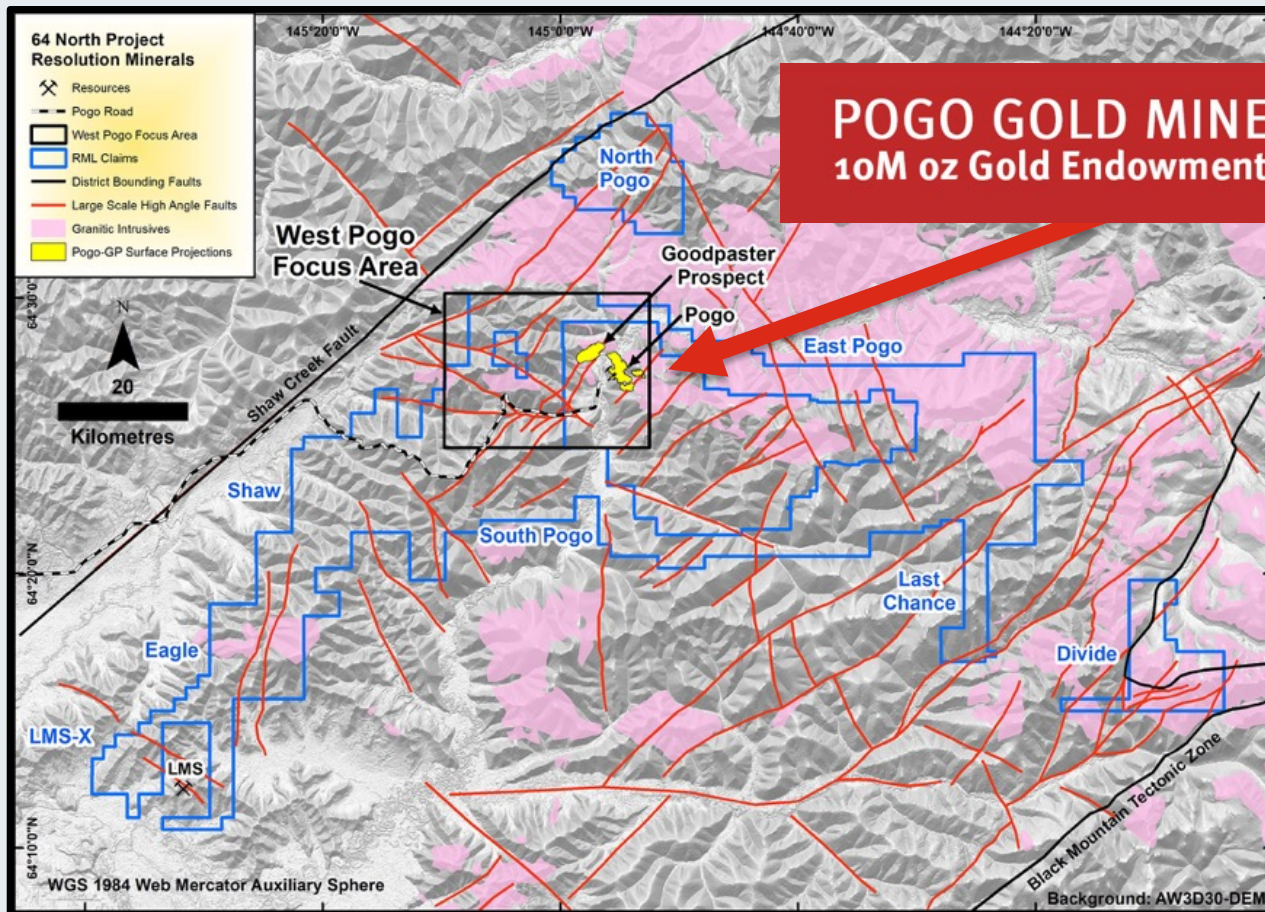 64 North Project
Resolution Minerals
Resources
Pogo Road
West Pogo Focus Area
RML Claims
District Bounding Faults
Large Scale High Angle Faults
Granitic Intrusives
Pogo-GP Surface Projections
145°20'0"W
145°0'0"W
144°40'0"W
144°20'0"W
POGO GOLD MINE
10M oz Gold Endowment
North
Pogo
West Pogo
Focus Area
Goodpaster
Prospect
Pogo
64°30'0"
N
20
Kilometres
Shaw Creek Fault
East Pogo
Shaw
South Pogo
64°20'0"N
Last
Chance
Eagle
Divide
LMS-X
LMS
Black Mountain Tectonic Zone
64°10'0"N
WGS 1984 Web Mercator Auxiliary Sphere
Background: AW3D30-DEM